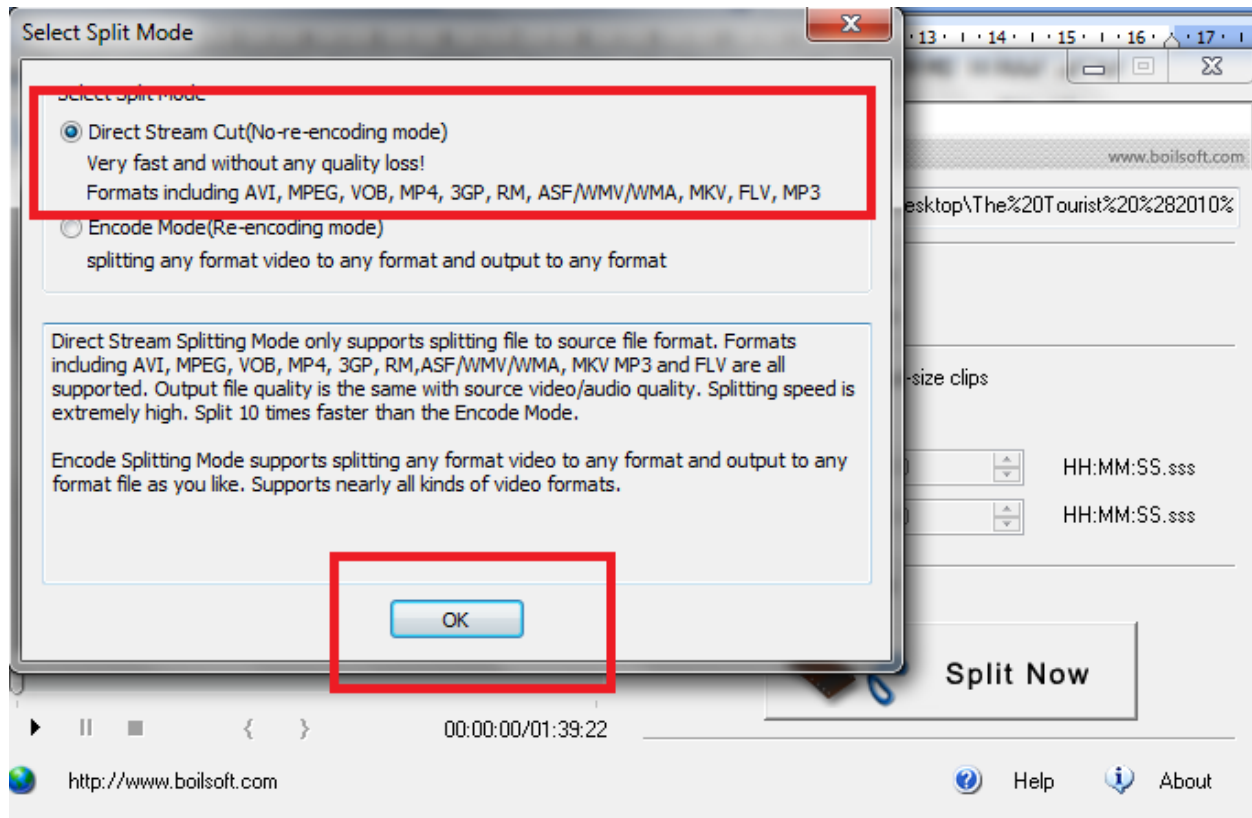 Select Split Mode
·13· ı ·14· ı ·15· ı ·16· ·17· ı
Select Split Mode
Direct Stream Cut(No-re-encoding mode)
Very fast and without any quality loss!
Formats including AVI, MPEG, VOB, MP4, 3GP, RM, ASF/WMV/WMA, MKV, FLV, MP3
Encode Mode(Re-encoding mode)
splitting any format video to any format and output to any format
Direct Stream Splitting Mode only supports splitting file to source file format. Formats
including AVI, MPEG, VOB, MP4, 3GP, RM,ASF/WMV/WMA, MKV MP3 and FLV are all
supported. Output file quality is the same with source video/audio quality. Splitting speed is
extremely high. Split 10 times faster than the Encode Mode.
Encode Splitting Mode supports splitting any format video to any format and output to any
format file as you like. Supports nearly all kinds of video formats.
OK
www.boilsoft.com
esktop\The%20Tourist%20%282010%
-size clips
HH:MM:SS.sss
HH:MM:SS.sss
Split Now
00:00:00/01:39:22
http://www.boilsoft.com
Help
About